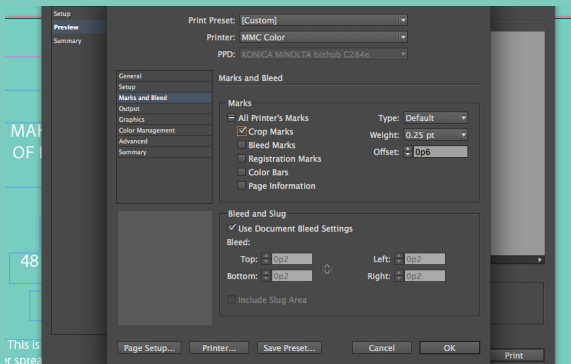 Setup
Preview
Summary
Print Preset: [Custom]
Printer: MMC Color
PPD: KONICA MINOLTA bizhub C284e
General
Setup
Marks and Bleed
Output
Graphics
Color Management
Advanced
Summary
Marks and Bleed
Marks
All Printer's Marks
Crop Marks
Bleed Marks
Registration Marks
Color Bars
Page Information
Type: Default
Weight: 0.25 pt
Offset: 0p6
Bleed and Slug
Use Document Bleed Settings
Bleed:
Top: 0p2 Left: 0p2
Bottom: 0p2 Right: 0p2
Include Slug Area
Page Setup... Printer... Save Preset... Cancel OK
Print
MAK
OF
48
This is
er sprea